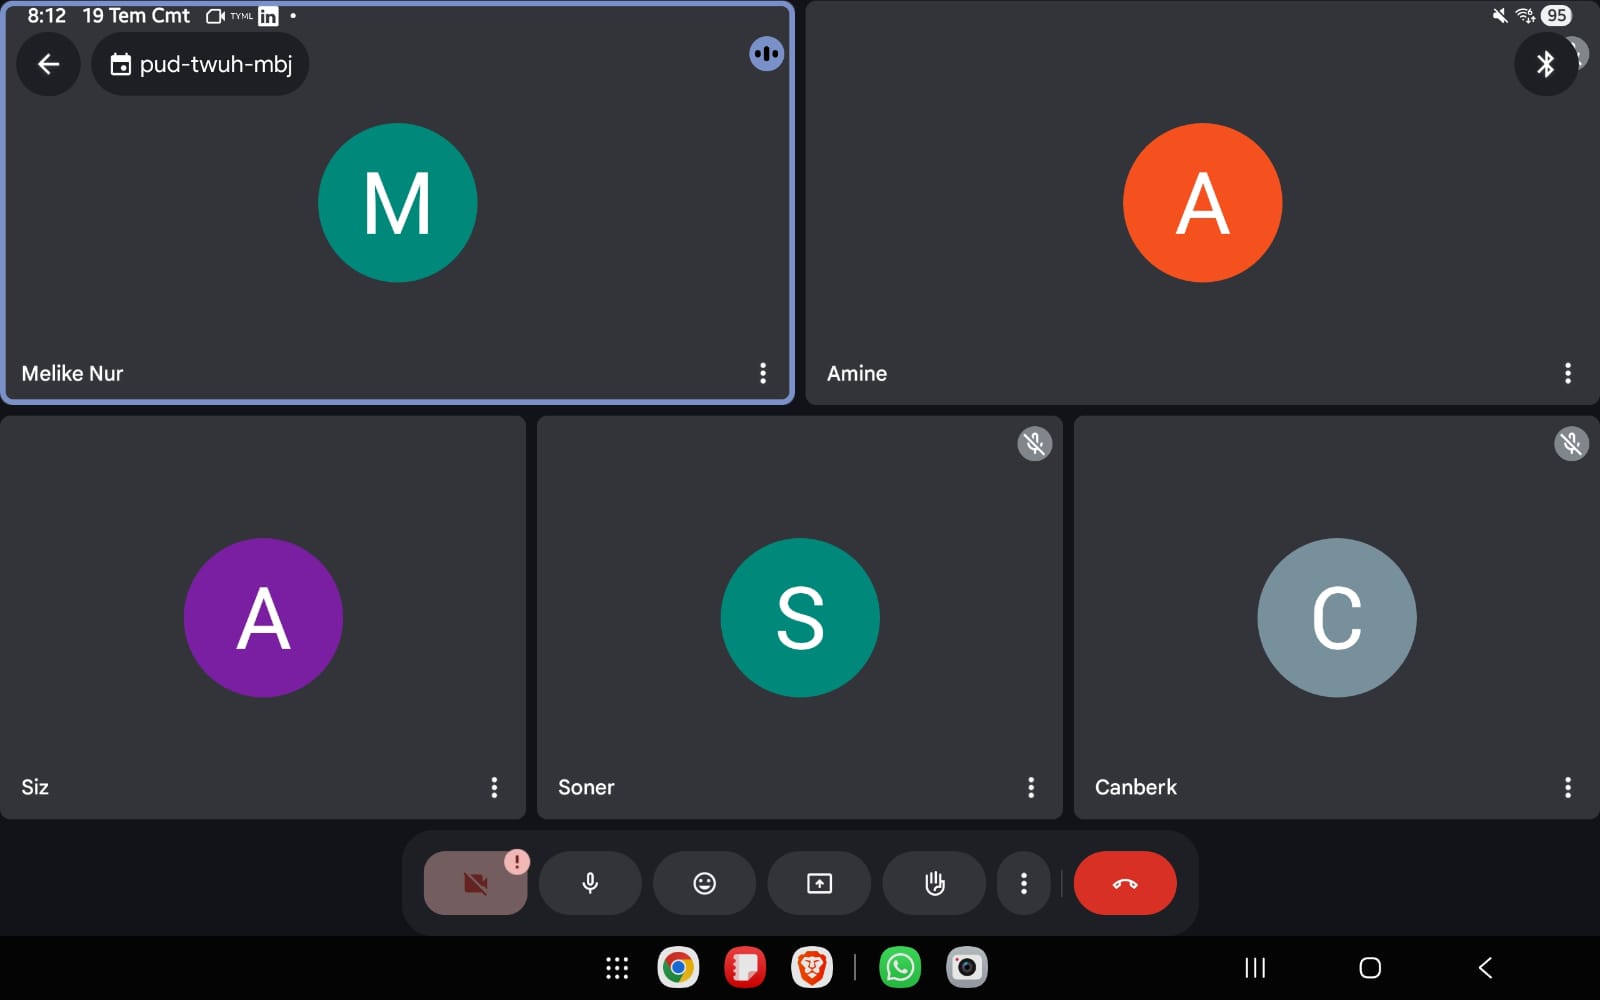 8:12 19 Tem Cmt TYML in 95
pud-twuh-mbj
M
A
Melike Nur
Amine
A
S
C
Siz
Soner
Canberk
!